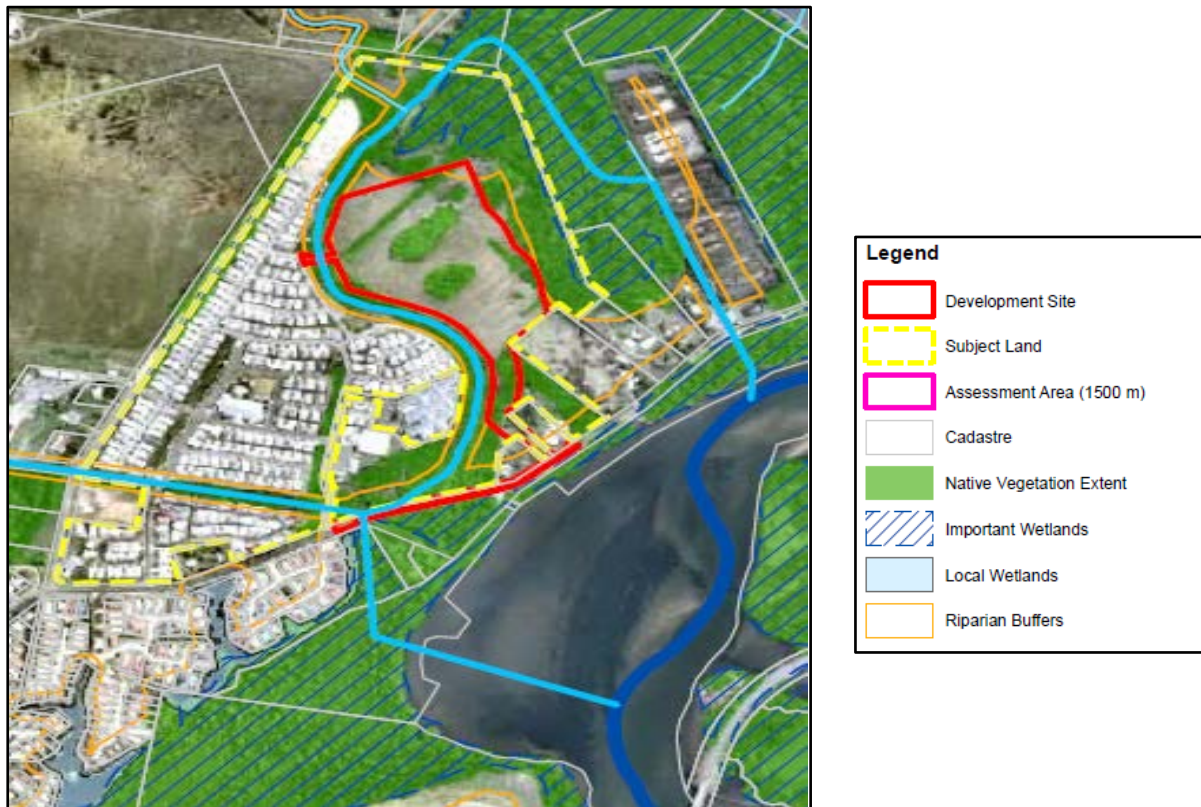 Legend
Development Site
Subject Land
Assessment Area (1500 m)
Cadastre
Native Vegetation Extent
Important Wetlands
Local Wetlands
Riparian Buffers